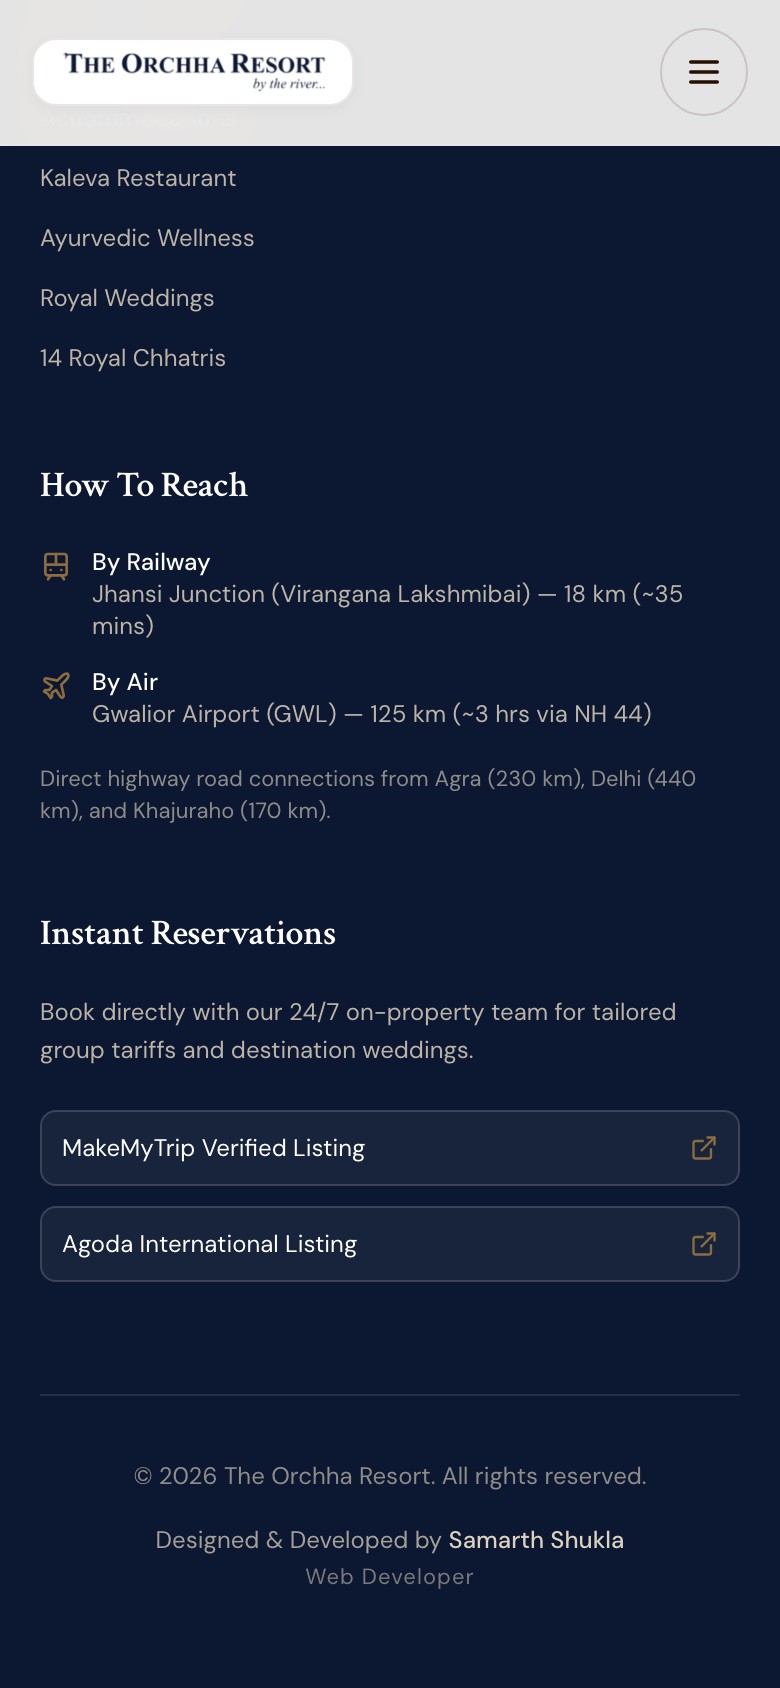 THE ORCHHA RESORT
by the river...
Kaleva Restaurant
Ayurvedic Wellness
Royal Weddings
14 Royal Chhatris
How To Reach
By Railway
Jhansi Junction (Virangana Lakshmibai) — 18 km (~35
mins)
By Air
Gwalior Airport (GWL) — 125 km (~3 hrs via NH 44)
Direct highway road connections from Agra (230 km), Delhi (440
km), and Khajuraho (170 km).
Instant Reservations
Book directly with our 24/7 on-property team for tailored
group tariffs and destination weddings.
MakeMyTrip Verified Listing
Agoda International Listing
© 2026 The Orchha Resort. All rights reserved.
Designed & Developed by Samarth Shukla
Web Developer